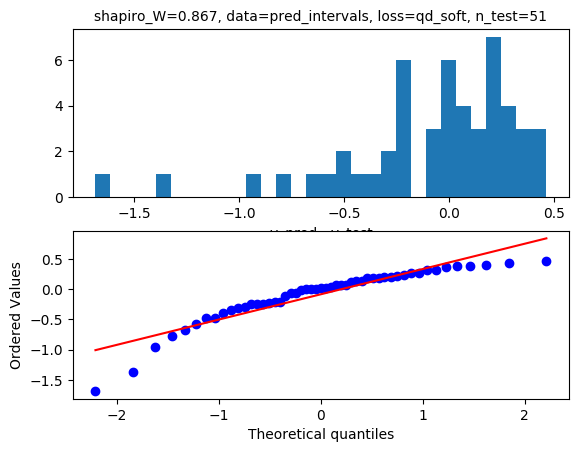 shapiro_W=0.867, data=pred_intervals, loss=qd_soft, n_test=51
6
4
2
0
−1.5 −1.0 −0.5 0.0 0.5
0.5
0.0
−0.5
−1.0
−1.5
Ordered Values
−2 −1 0 1 2
Theoretical quantiles